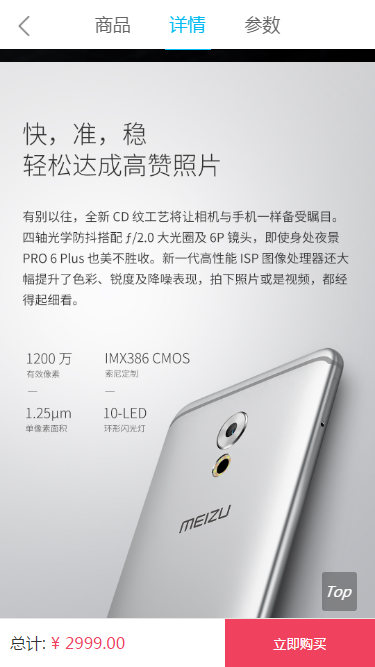 商品 详情 参数
快，准，稳
轻松达成高赞照片
有别以往，全新 CD 纹工艺将让相机与手机一样备受瞩目。
四轴光学防抖搭配 ƒ/2.0 大光圈及 6P 镜头，即使身处夜景
PRO 6 Plus 也美不胜收。新一代高性能 ISP 图像处理器还大
幅提升了色彩、锐度及降噪表现，拍下照片或是视频，都经
得起细看。
1200 万 IMX386 CMOS
有效像素 索尼定制
1.25μm 10-LED
单像素面积 环形闪光灯
MEIZU
Top
总计: ¥ 2999.00 立即购买